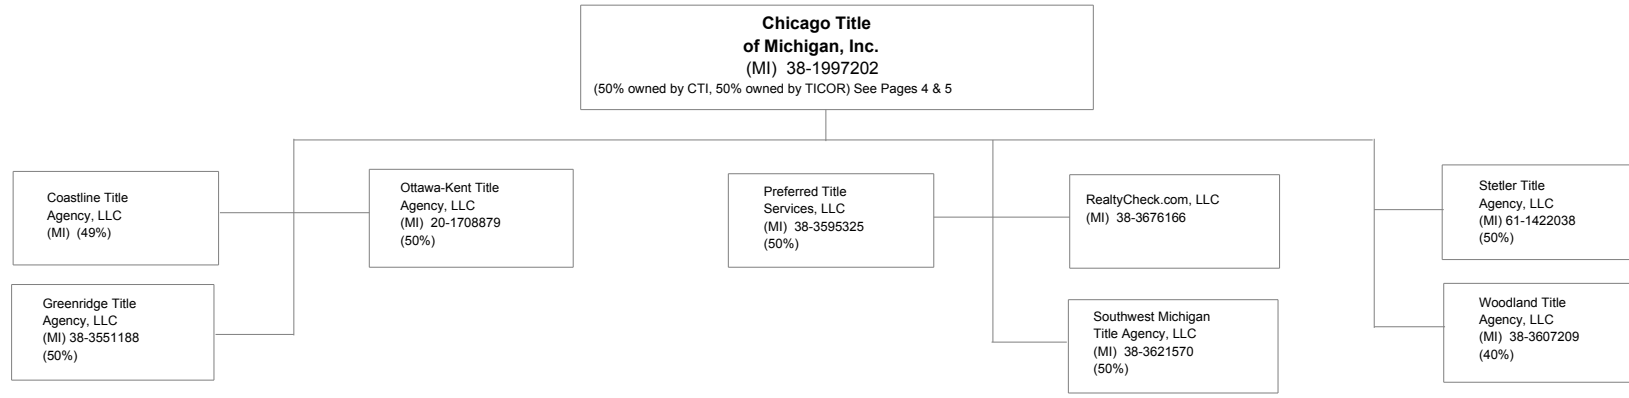 Chicago Title
of Michigan, Inc.
(MI) 38-1997202
(50% owned by CTI, 50% owned by TICOR) See Pages 4 & 5
Coastline Title
Agency, LLC
(MI) (49%)
Ottawa-Kent Title
Agency, LLC
(MI) 20-1708879
(50%)
Preferred Title
Services, LLC
(MI) 38-3595325
(50%)
RealtyCheck.com, LLC
(MI) 38-3676166
Stetler Title
Agency, LLC
(MI) 61-1422038
(50%)
Greenridge Title
Agency, LLC
(MI) 38-3551188
(50%)
Southwest Michigan
Title Agency, LLC
(MI) 38-3621570
(50%)
Woodland Title
Agency, LLC
(MI) 38-3607209
(40%)